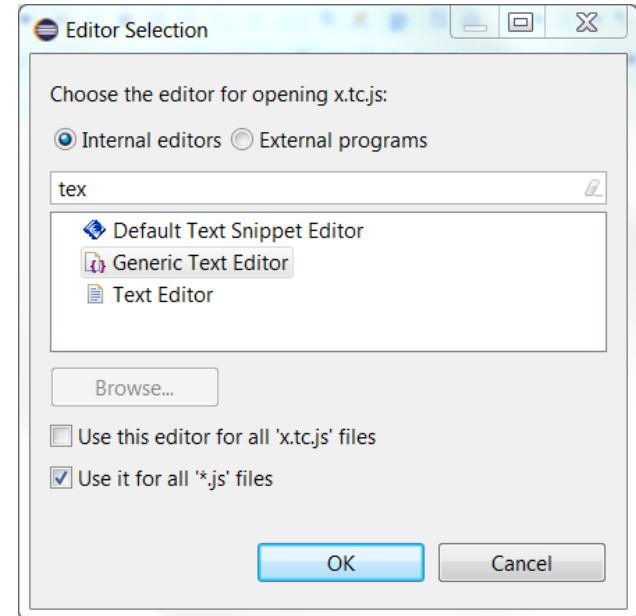 Editor Selection
Choose the editor for opening x.tc.js:
Internal editors External programs
tex
Default Text Snippet Editor
Generic Text Editor
Text Editor
Browse...
Use this editor for all 'x.tc.js' files
Use it for all '*.js' files
OK Cancel